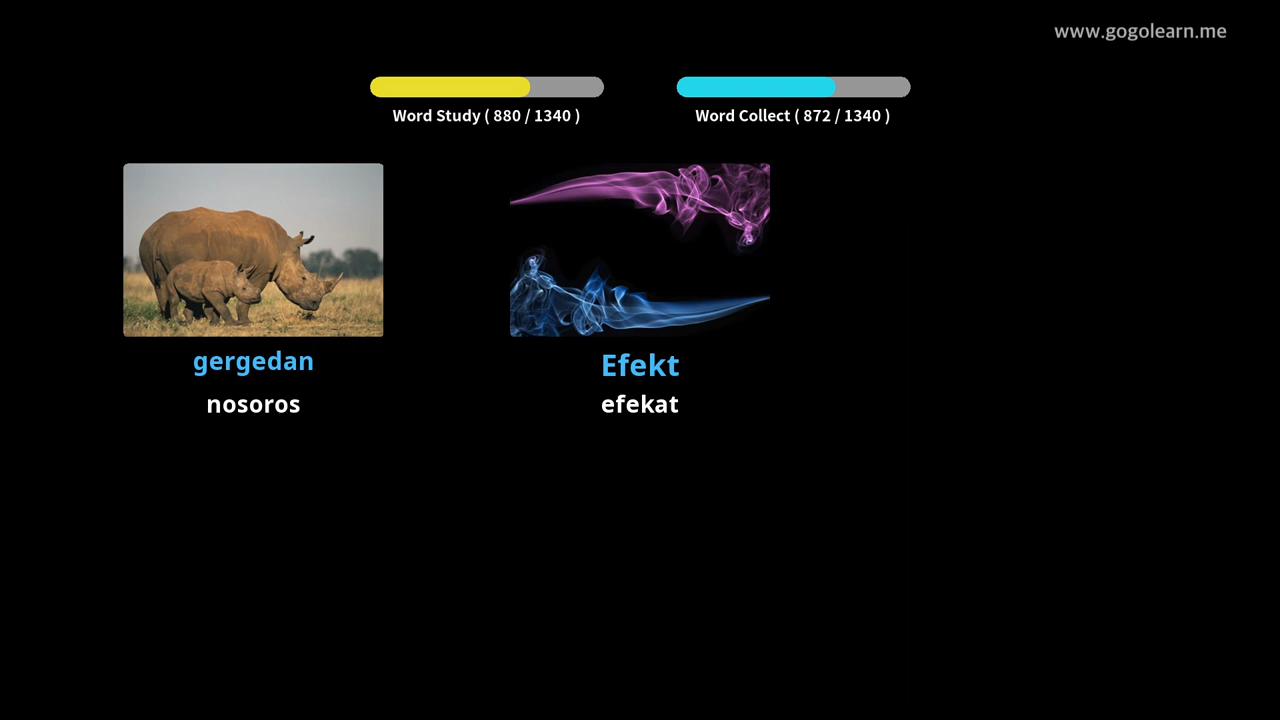 www.gogolearn.me
Word Study ( 880 / 1340 )
Word Collect ( 872 / 1340 )
gergedan
nosoros
Efekt
efekat